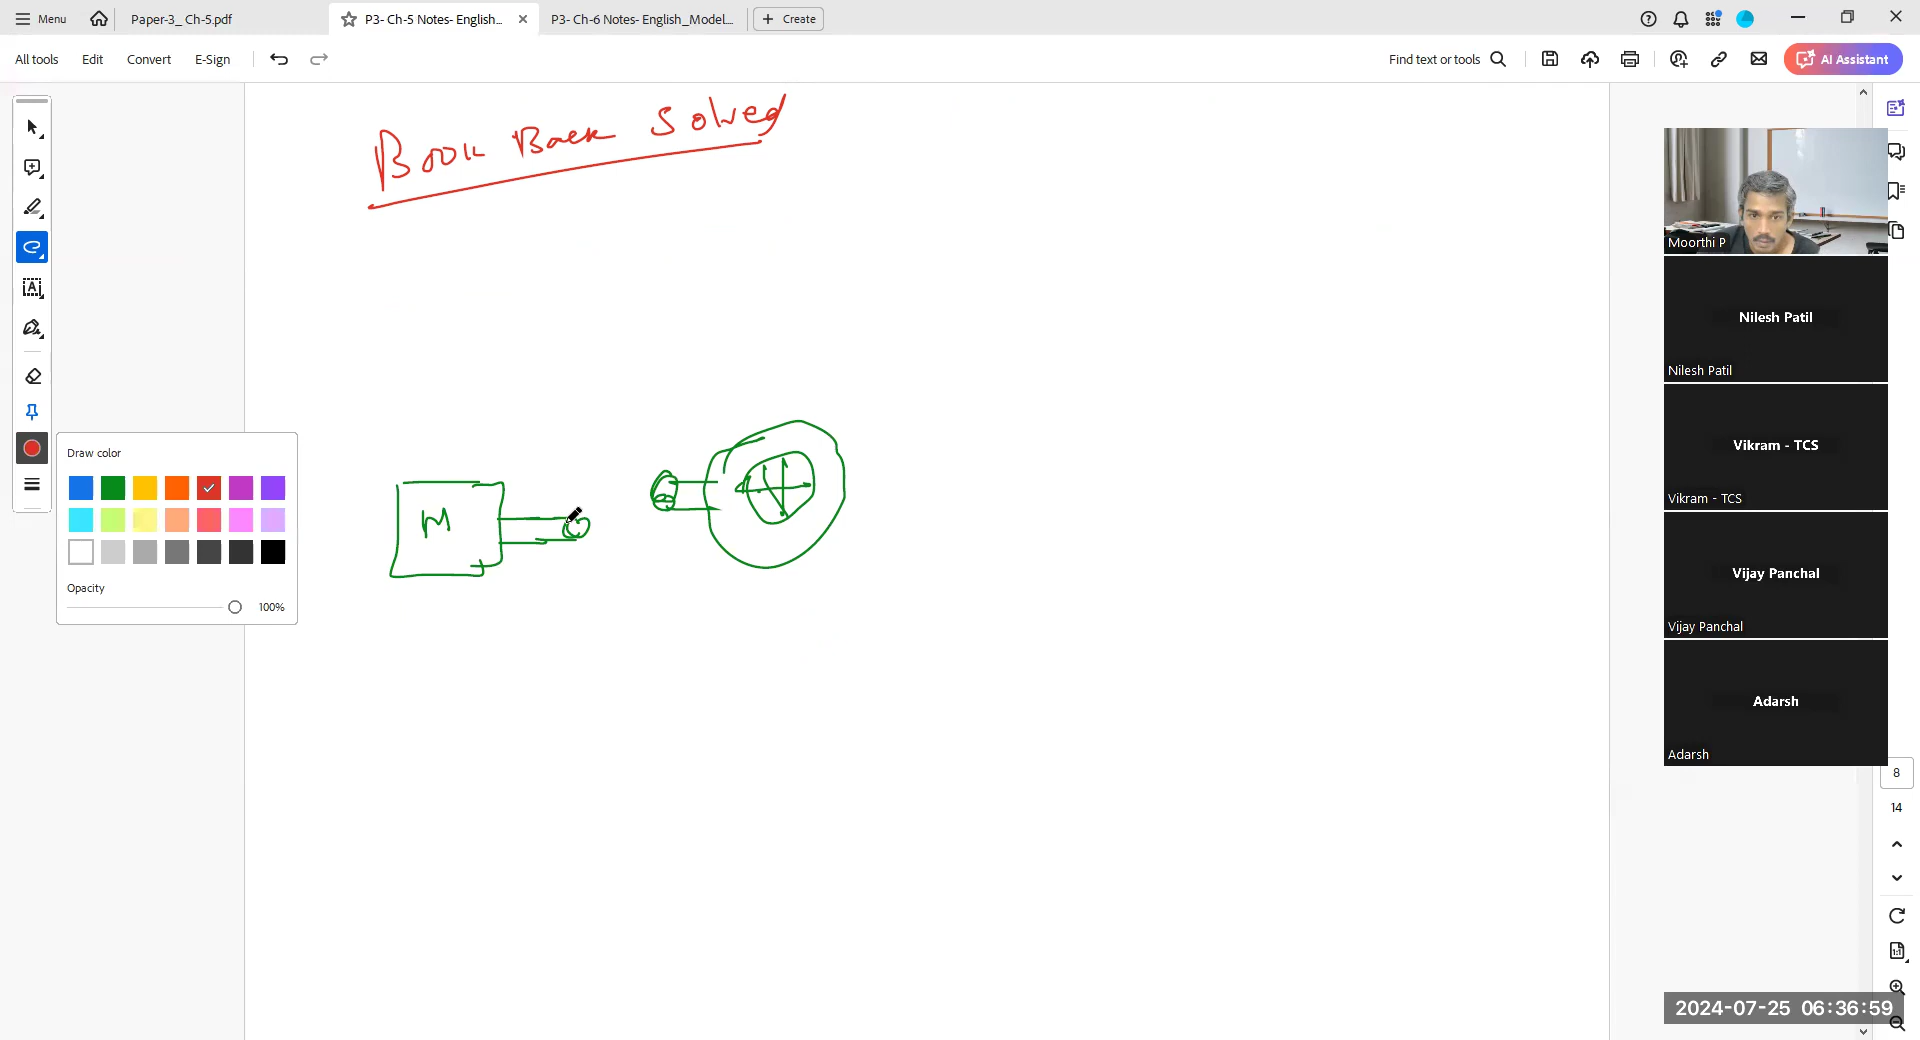 Menu
Paper-3_ Ch-5.pdf
P3- Ch-5 Notes- English...
P3- Ch-6 Notes- English_Model...
Create
All tools
Edit
Convert
E-Sign
Find text or tools
AI Assistant
Book Back Solved
M
Draw color
Opacity
100%
Moorthi P
Nilesh Patil
Nilesh Patil
Vikram - TCS
Vikram - TCS
Vijay Panchal
Vijay Panchal
Adarsh
Adarsh
8
14
1:1
2024-07-25 06:36:59